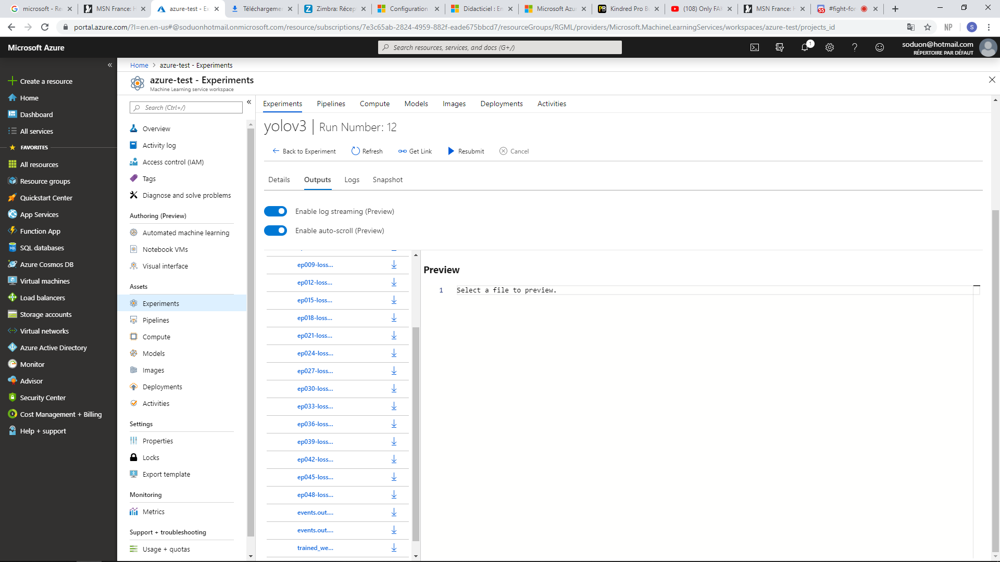 microsoft - Re
MSN France: H
azure-test - Ex
Téléchargemen
Zimbra: Récep
Configuration
Didacticiel : En
Microsoft Azur
Kindred Pro B
(108) Only FAK
MSN France: H
#fight-for
portal.azure.com/?l=en.en-us#@soduonhotmail.onmicrosoft.com/resource/subscriptions/7e3c65ab-2824-4959-882f-eade675bbcd7/resourceGroups/RGML/providers/Microsoft.MachineLearningServices/workspaces/azure-test/projects_id
NP
S
Microsoft Azure
Search resources, services, and docs (G+/)
1
soduon@hotmail.com
RÉPERTOIRE PAR DÉFAUT
Create a resource
Home
Dashboard
All services
FAVORITES
All resources
Resource groups
Quickstart Center
App Services
Function App
SQL databases
Azure Cosmos DB
Virtual machines
Load balancers
Storage accounts
Virtual networks
Azure Active Directory
Monitor
Advisor
Security Center
Cost Management + Billing
Help + support
Home > azure-test - Experiments
azure-test - Experiments
Machine Learning service workspace
Search (Ctrl+/)
Overview
Activity log
Access control (IAM)
Tags
Diagnose and solve problems
Authoring (Preview)
Automated machine learning
Notebook VMs
Visual interface
Assets
Experiments
Pipelines
Compute
Models
Images
Deployments
Activities
Settings
Properties
Locks
Export template
Monitoring
Metrics
Support + troubleshooting
Usage + quotas
Experiments Pipelines Compute Models Images Deployments Activities
yolov3 | Run Number: 12
Back to Experiment Refresh Get Link Resubmit Cancel
Details Outputs Logs Snapshot
Enable log streaming (Preview)
Enable auto-scroll (Preview)
ep009-loss...
ep012-loss...
ep015-loss...
ep018-loss...
ep021-loss...
ep024-loss...
ep027-loss...
ep030-loss...
ep033-loss...
ep036-loss...
ep039-loss...
ep042-loss...
ep045-loss...
ep048-loss...
events.out....
events.out....
trained_we...
Preview
1 Select a file to preview.